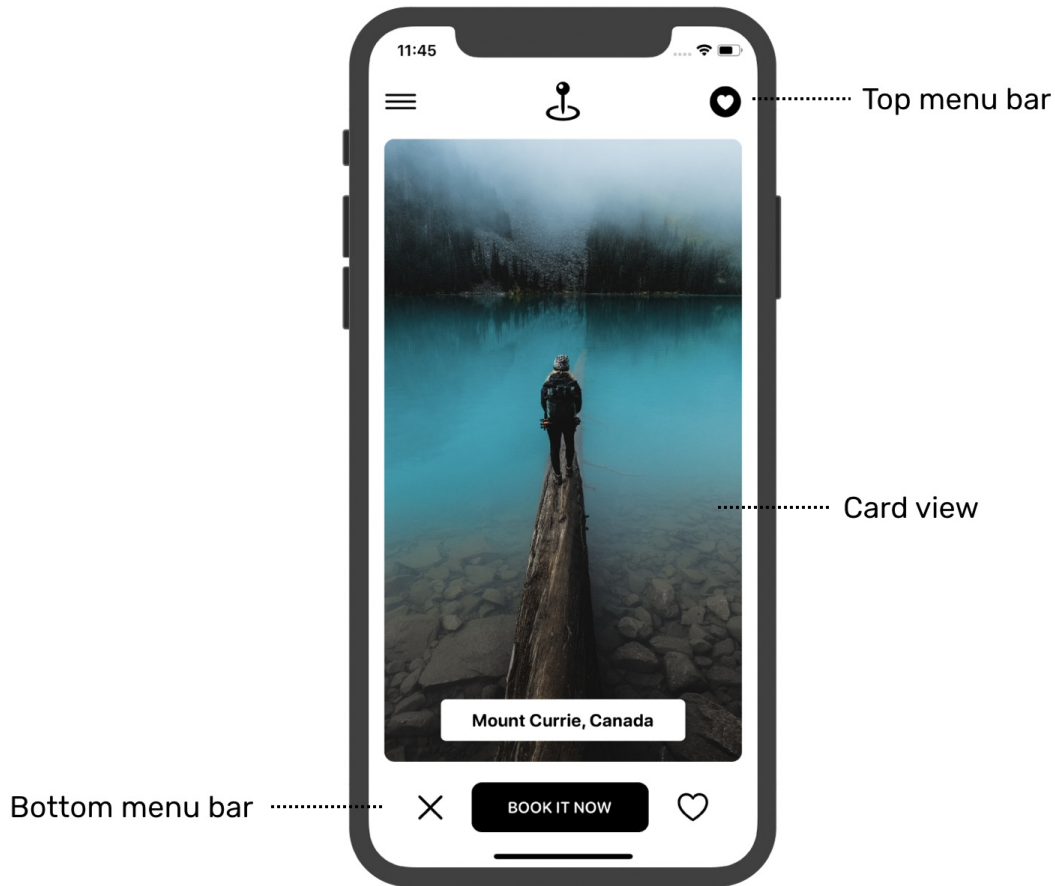 11:45
Top menu bar
Card view
Mount Currie, Canada
Bottom menu bar
BOOK IT NOW